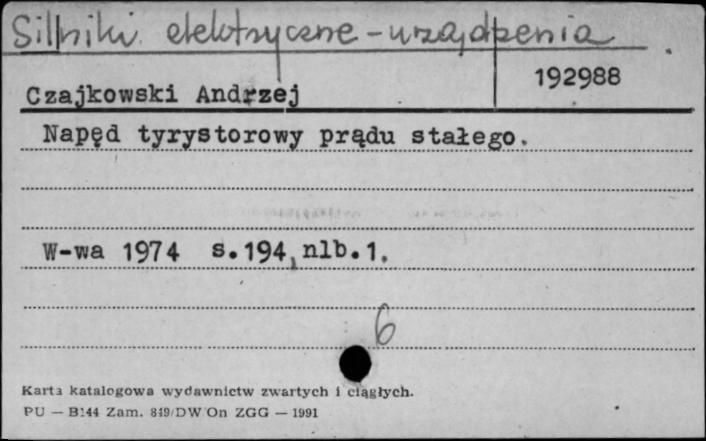 Silniki elektryczne - urządzenia
Czajkowski Andrzej
192988
Napęd tyrystorowy prądu stałego.
W-wa 1974 s.194, nlb.1.
6
Karta katalogowa wydawnictw zwartych i ciągłych.
PU — B144 Zam. 849/DW/On ZGG — 1991